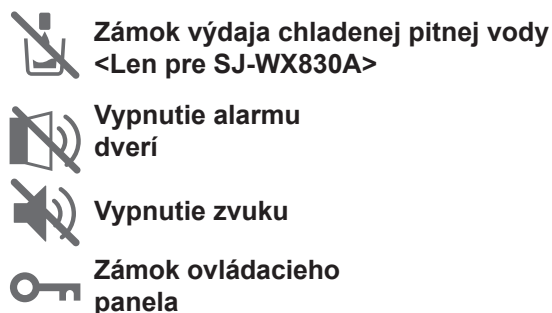 Zámok výdaja chladenej pitnej vody
<Len pre SJ-WX830A>
Vypnutie alarmu
dverí
Vypnutie zvuku
Zámok ovládacieho
panela